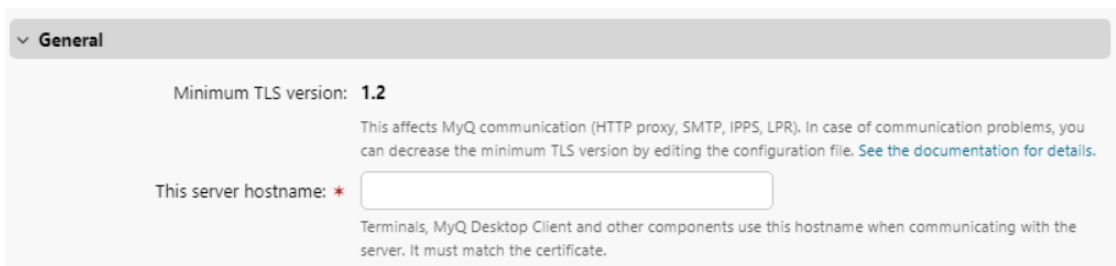 General
Minimum TLS version: 1.2
This affects MyQ communication (HTTP proxy, SMTP, IPPS, LPR). In case of communication problems, you
can decrease the minimum TLS version by editing the configuration file. See the documentation for details.
This server hostname: *
Terminals, MyQ Desktop Client and other components use this hostname when communicating with the
server. It must match the certificate.